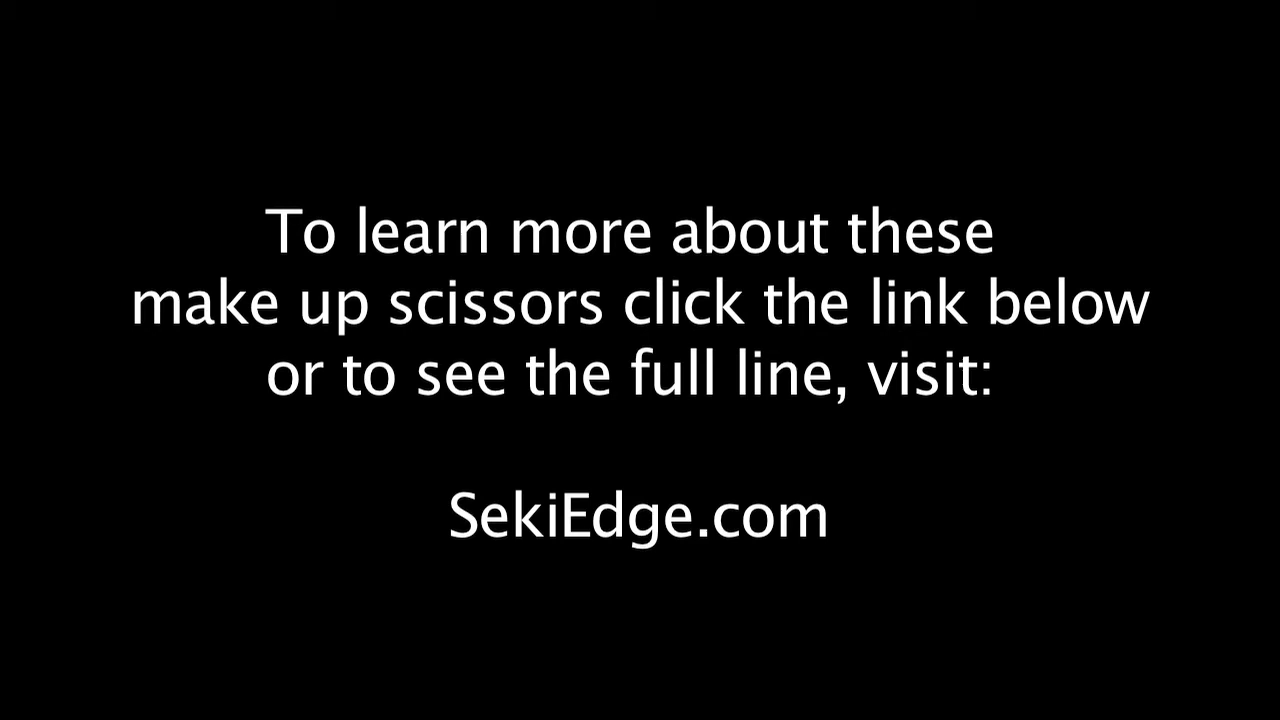 To learn more about these
make up scissors click the link below
or to see the full line, visit:
SekiEdge.com